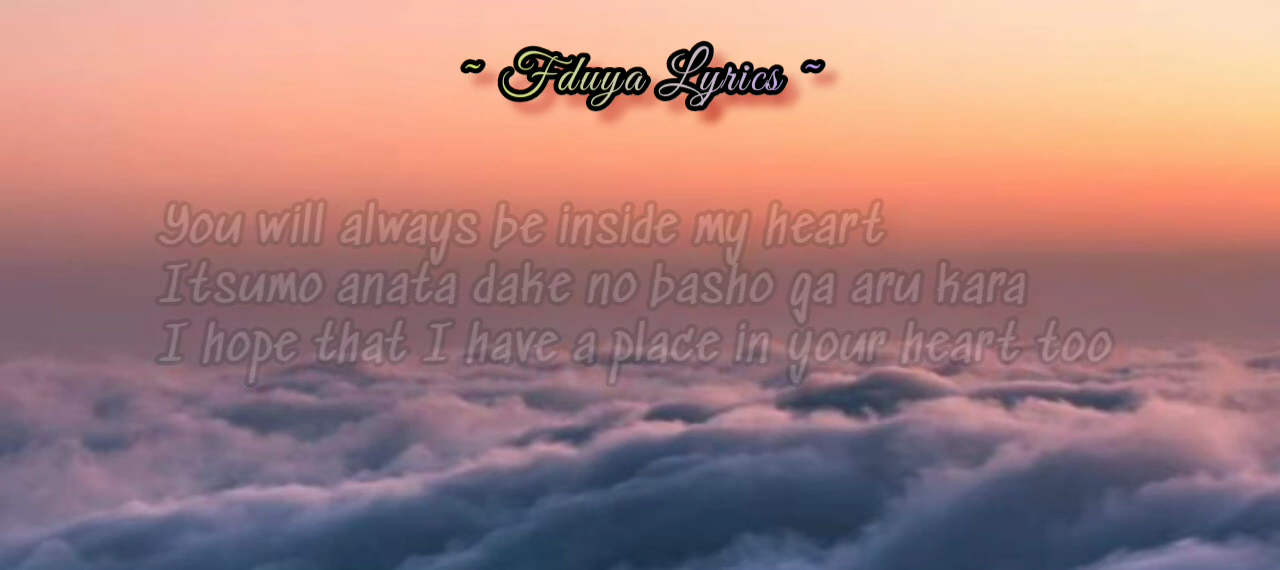 ~ Fduya Lyrics ~
You will always be inside my heart
Itsumo anata dake no basho ga aru kara
I hope that I have a place in your heart too